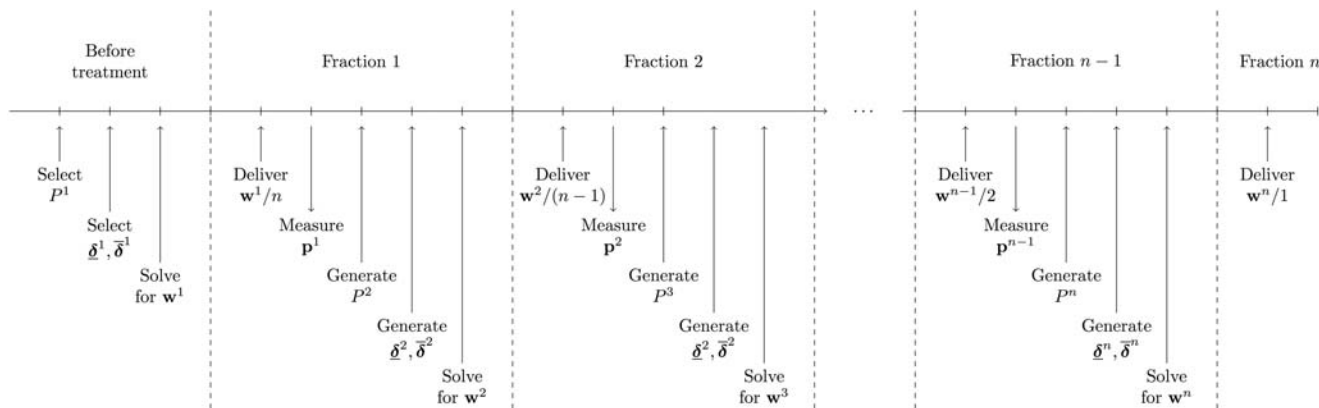 Before
treatment
Fraction 1
Fraction 2
Fraction n − 1
Fraction n
···
Select
P¹
Select
δ̲¹, δ̅¹
Solve
for w¹
Deliver
w¹/n
Measure
p¹
Generate
P²
Generate
δ̲², δ̅²
Solve
for w²
Deliver
w²/(n − 1)
Measure
p²
Generate
P³
Generate
δ̲², δ̅²
Solve
for w³
Deliver
wⁿ⁻¹/2
Measure
pⁿ⁻¹
Generate
Pⁿ
Generate
δ̲ⁿ, δ̅ⁿ
Solve
for wⁿ
Deliver
wⁿ/1